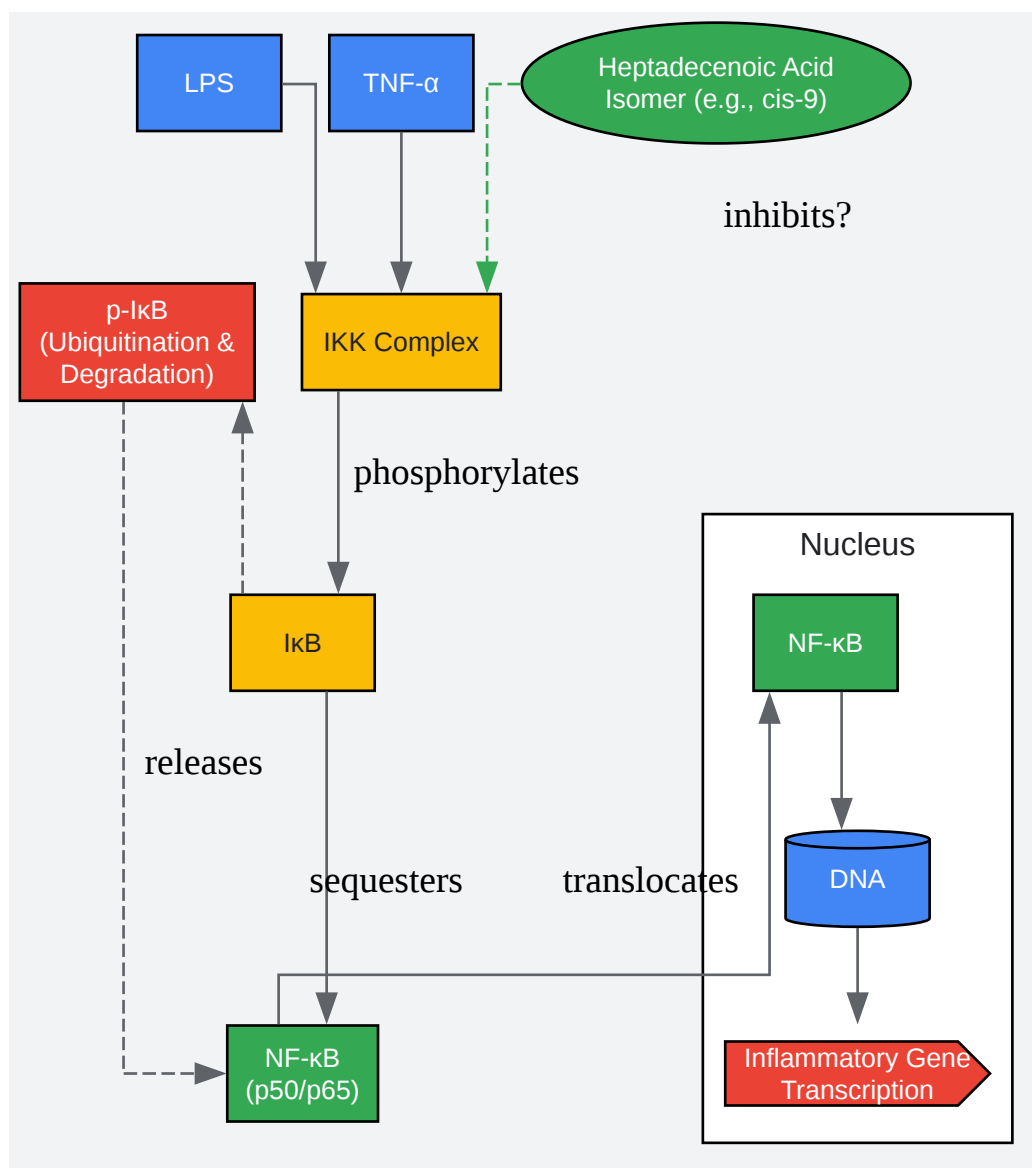 LPS
TNF-α
Heptadecenoic Acid
Isomer (e.g., cis-9)
inhibits?
p-IκB
(Ubiquitination &
Degradation)
IKK Complex
phosphorylates
Nucleus
IκB
NF-κB
releases
sequesters
translocates
DNA
NF-κB
(p50/p65)
Inflammatory Gene
Transcription